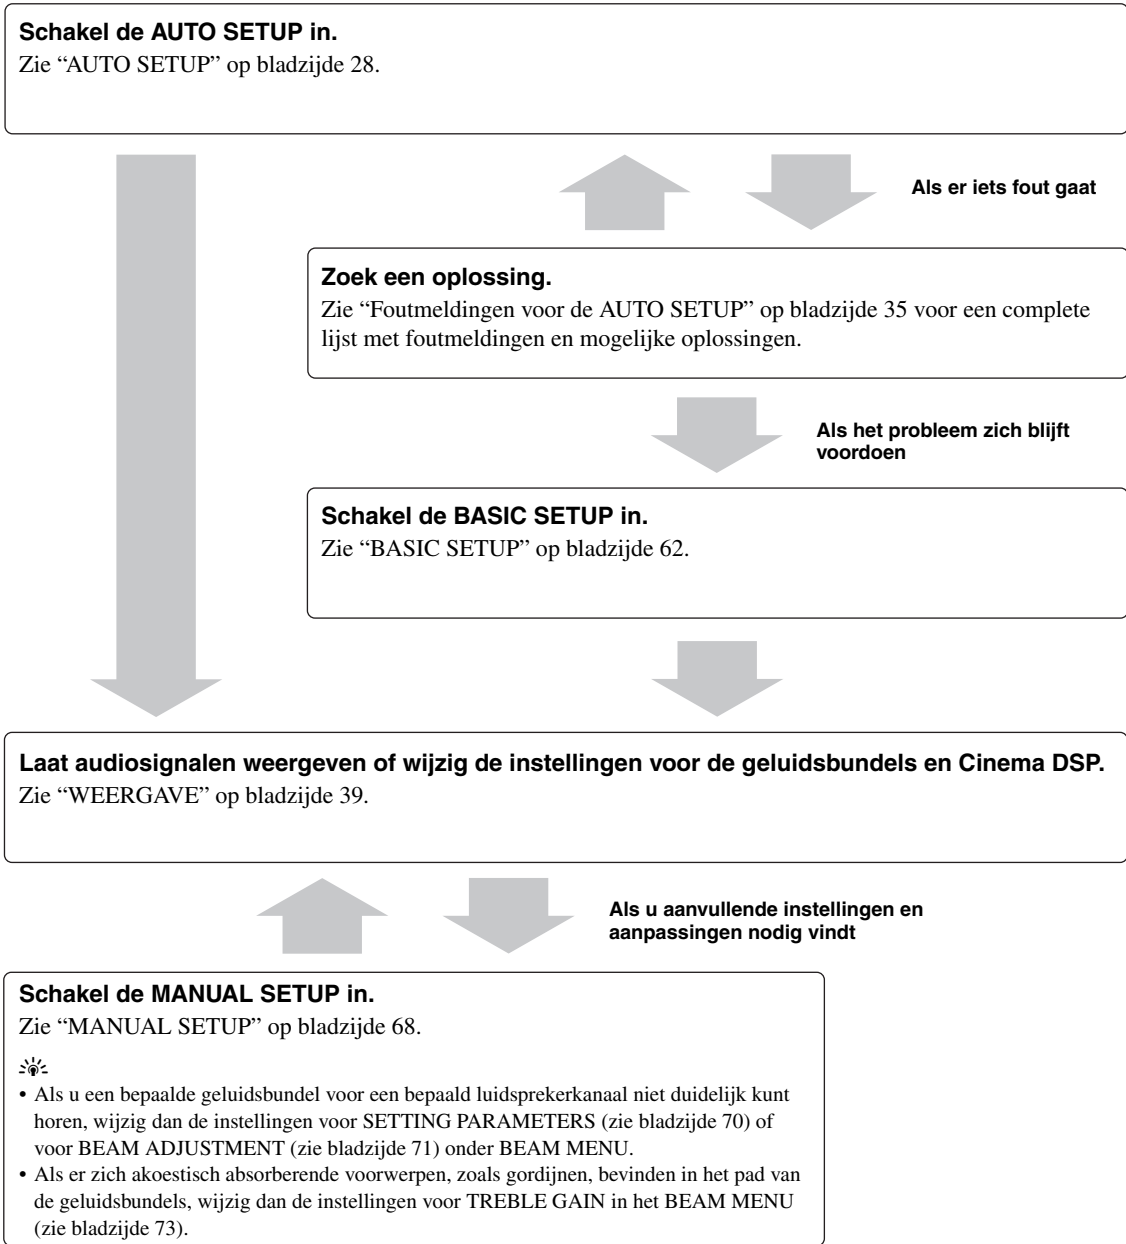 Schakel de AUTO SETUP in.
Zie “AUTO SETUP” op bladzijde 28.
Als er iets fout gaat
Zoek een oplossing.
Zie “Foutmeldingen voor de AUTO SETUP” op bladzijde 35 voor een complete
lijst met foutmeldingen en mogelijke oplossingen.
Als het probleem zich blijft
voordoen
Schakel de BASIC SETUP in.
Zie “BASIC SETUP” op bladzijde 62.
Laat audiosignalen weergeven of wijzig de instellingen voor de geluidsbundels en Cinema DSP.
Zie “WEERGAVE” op bladzijde 39.
Als u aanvullende instellingen en
aanpassingen nodig vindt
Schakel de MANUAL SETUP in.
Zie “MANUAL SETUP” op bladzijde 68.
• Als u een bepaalde geluidsbundel voor een bepaald luidsprekerkanaal niet duidelijk kunt
horen, wijzig dan de instellingen voor SETTING PARAMETERS (zie bladzijde 70) of
voor BEAM ADJUSTMENT (zie bladzijde 71) onder BEAM MENU.
• Als er zich akoestisch absorberende voorwerpen, zoals gordijnen, bevinden in het pad van
de geluidsbundels, wijzig dan de instellingen voor TREBLE GAIN in het BEAM MENU
(zie bladzijde 73).